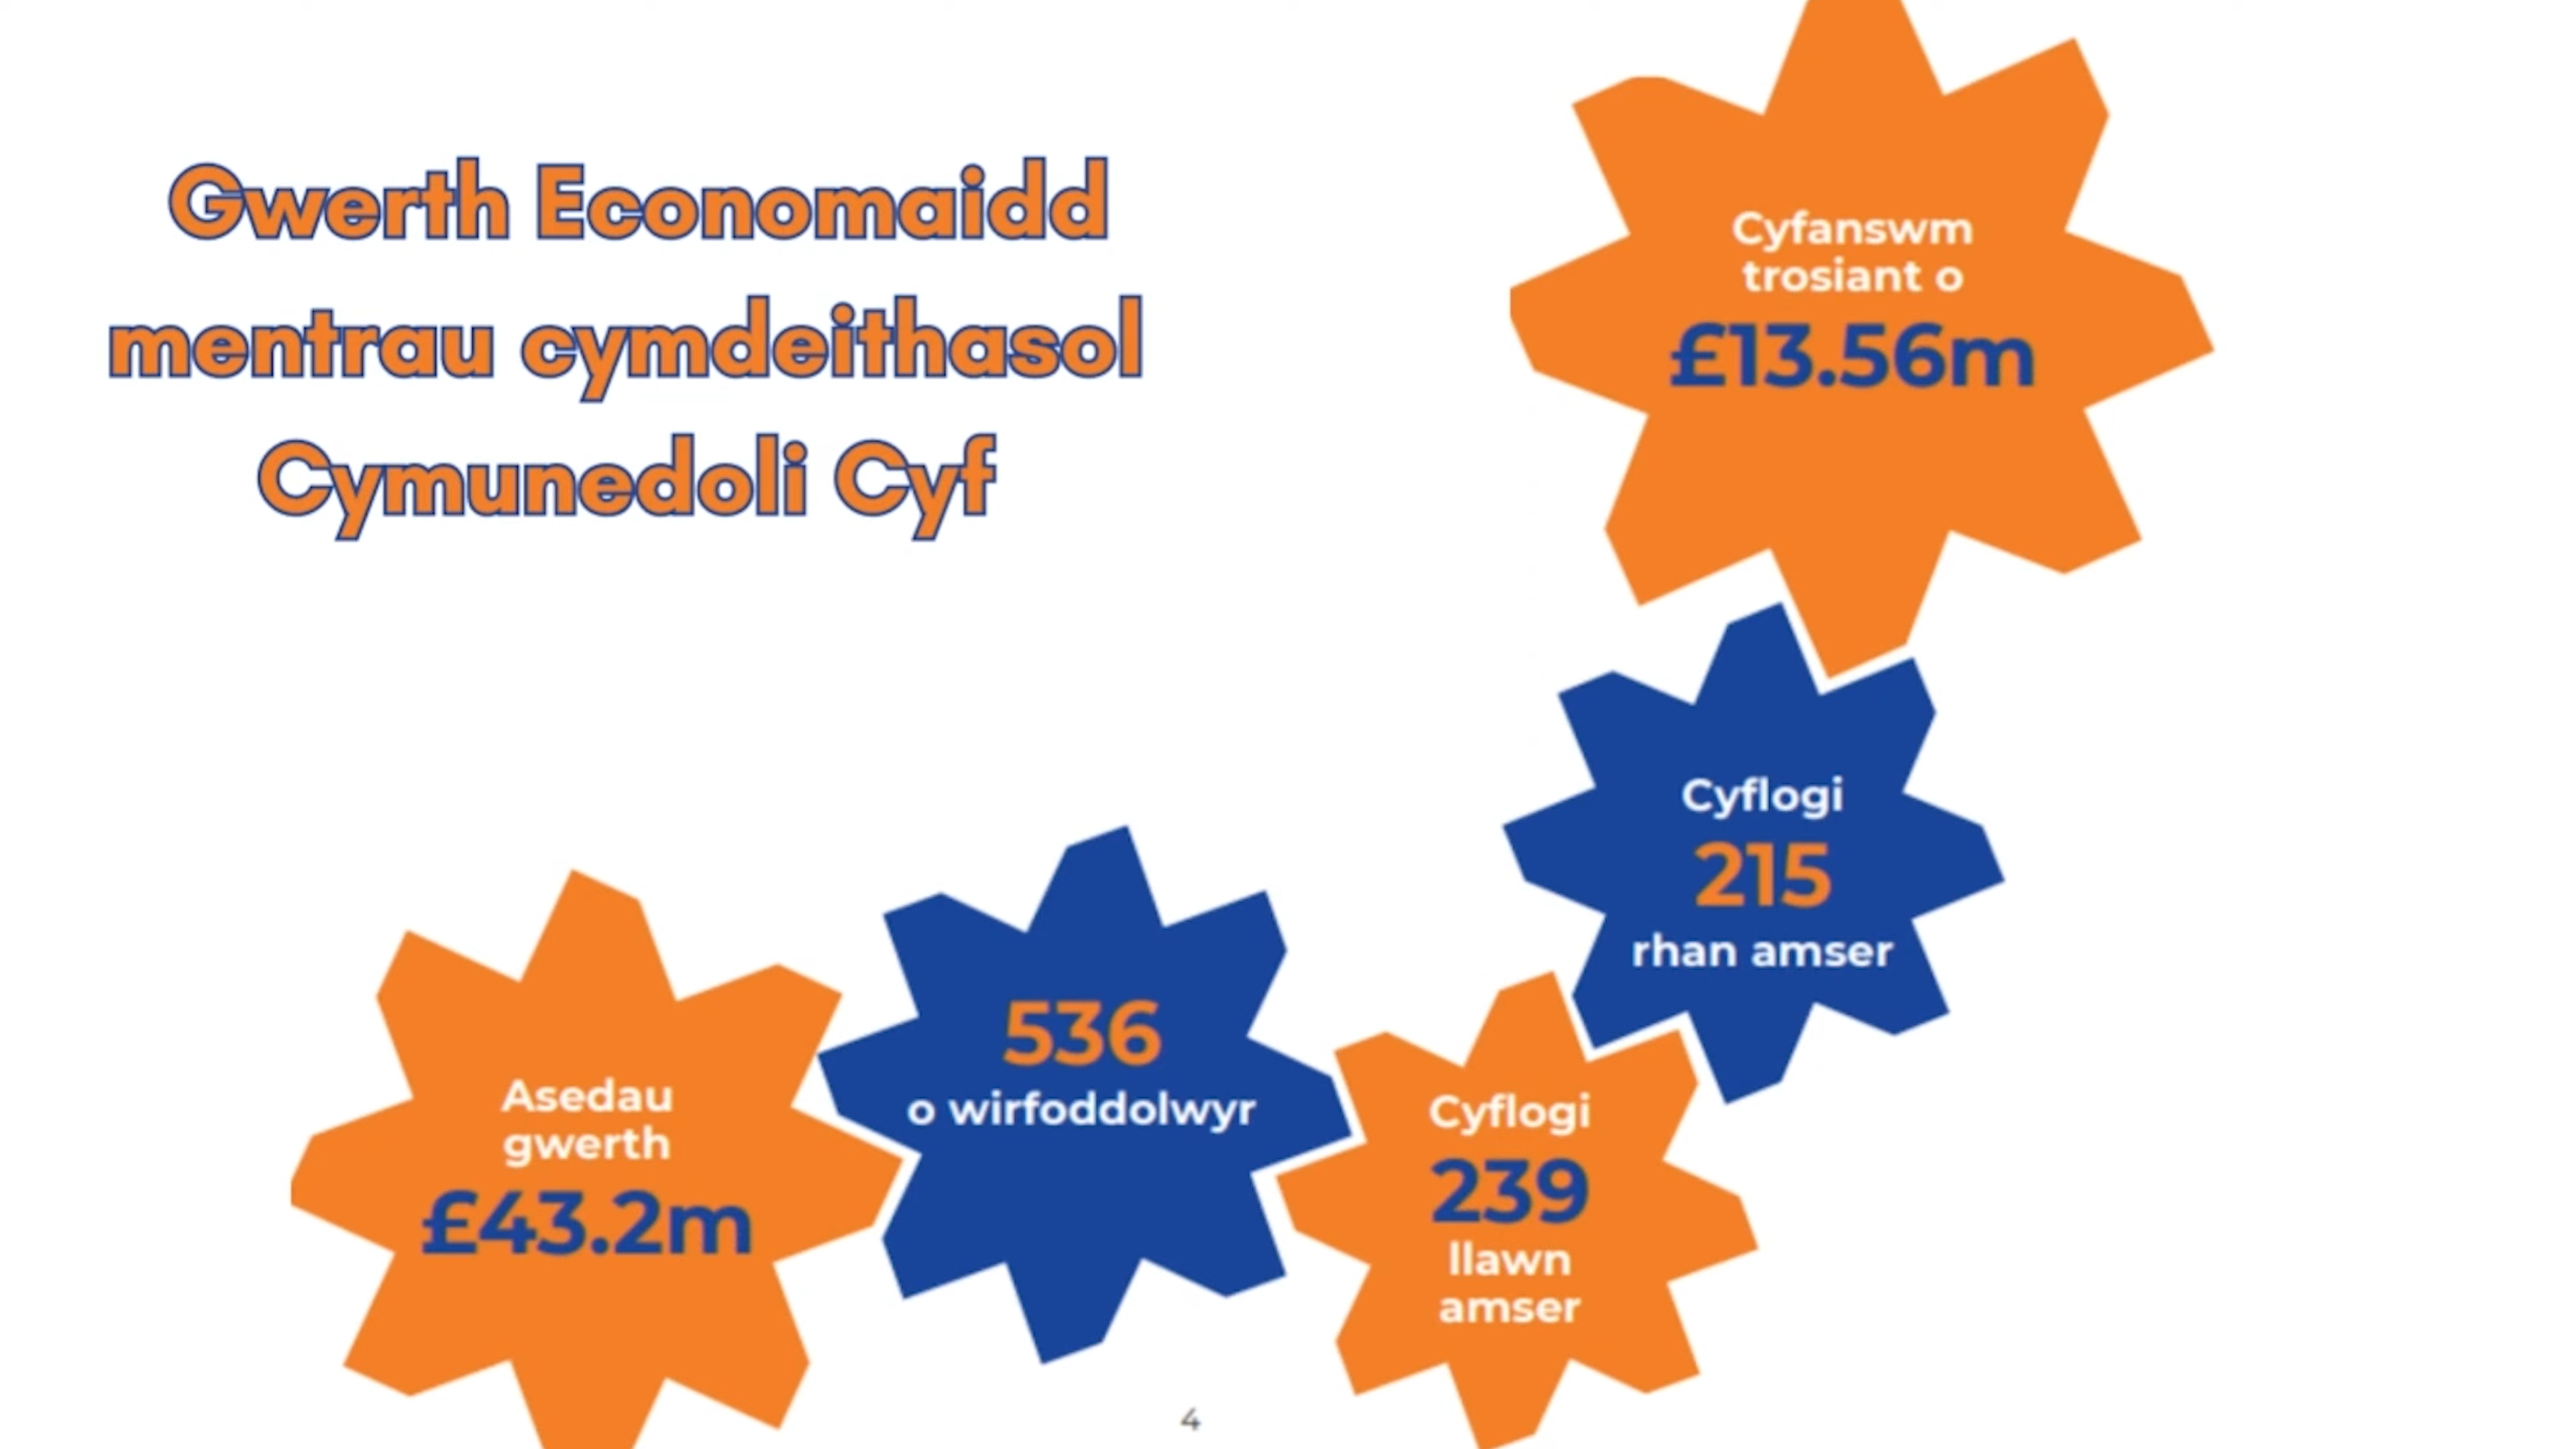 Gwerth Economaidd
mentrau cymdeithasol
Cymunedoli Cyf
Cyfanswm
trosiant o
£13.56m
Cyflogi
215
rhan amser
Cyflogi
239
llawn
amser
536
o wirfoddolwyr
Asedau
gwerth
£43.2m
4